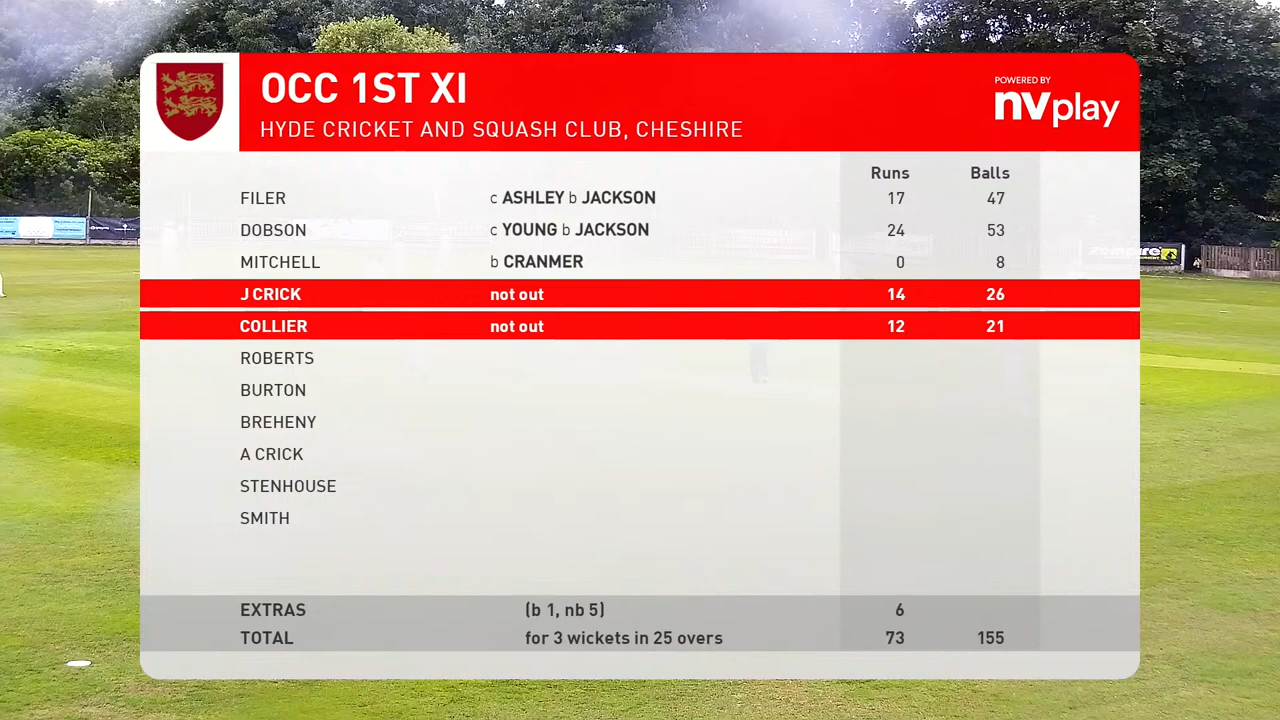 OCC 1ST XI
HYDE CRICKET AND SQUASH CLUB, CHESHIRE
POWERED BY
nvplay
Runs Balls
FILER c ASHLEY b JACKSON 17 47
DOBSON c YOUNG b JACKSON 24 53
MITCHELL b CRANMER 0 8
J CRICK not out 14 26
COLLIER not out 12 21
ROBERTS
BURTON
BREHENY
A CRICK
STENHOUSE
SMITH
EXTRAS (b 1, nb 5) 6
TOTAL for 3 wickets in 25 overs 73 155